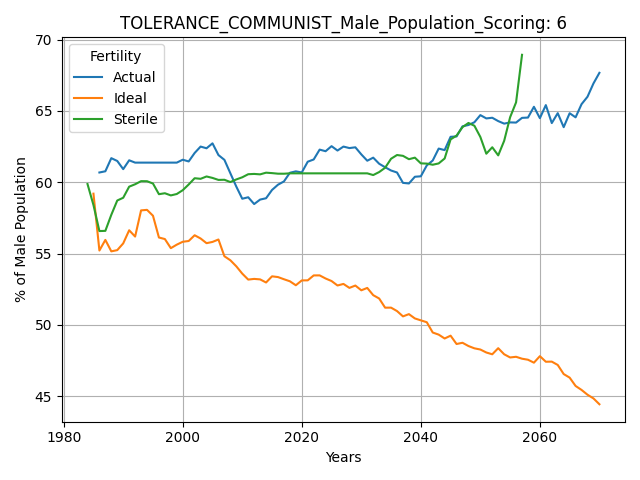 TOLERANCE_COMMUNIST_Male_Population_Scoring: 6
Fertility
Actual
Ideal
Sterile
% of Male Population
70
65
60
55
50
45
1980
2000
2020
2040
2060
Years